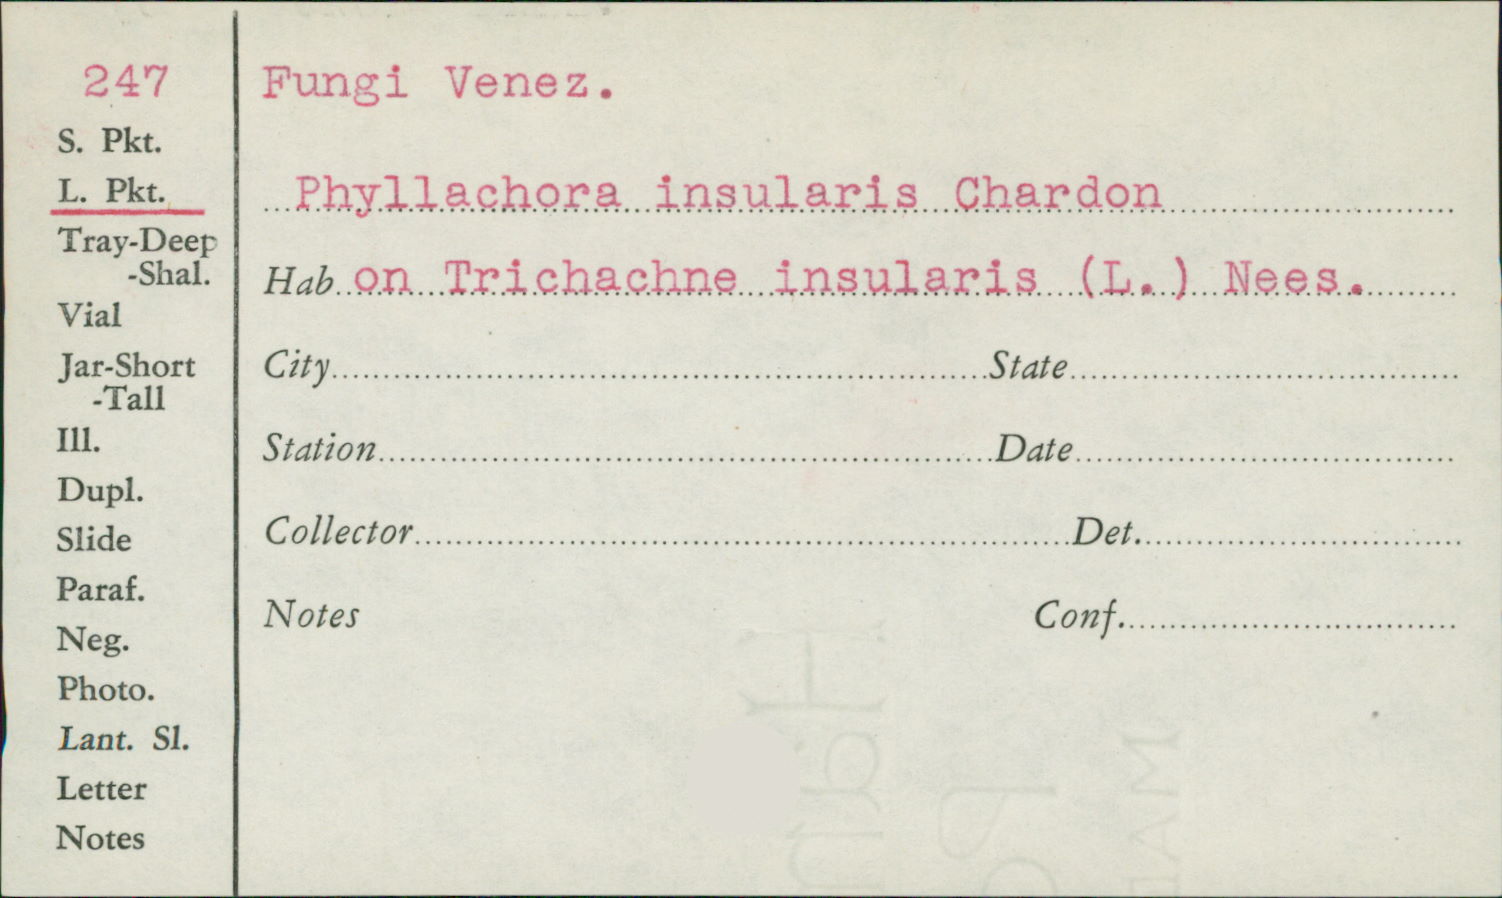 247
S. Pkt.
L. Pkt.
Tray-Deep
-Shal.
Vial
Jar-Short
-Tall
Ill.
Dupl.
Slide
Paraf.
Neg.
Photo.
Lant. Sl.
Letter
Notes
Fungi Venez.
Phyllachora insularis Chardon
Hab. on Trichachne insularis (L.) Nees.
City State
Station Date
Collector Det.
Notes Conf.